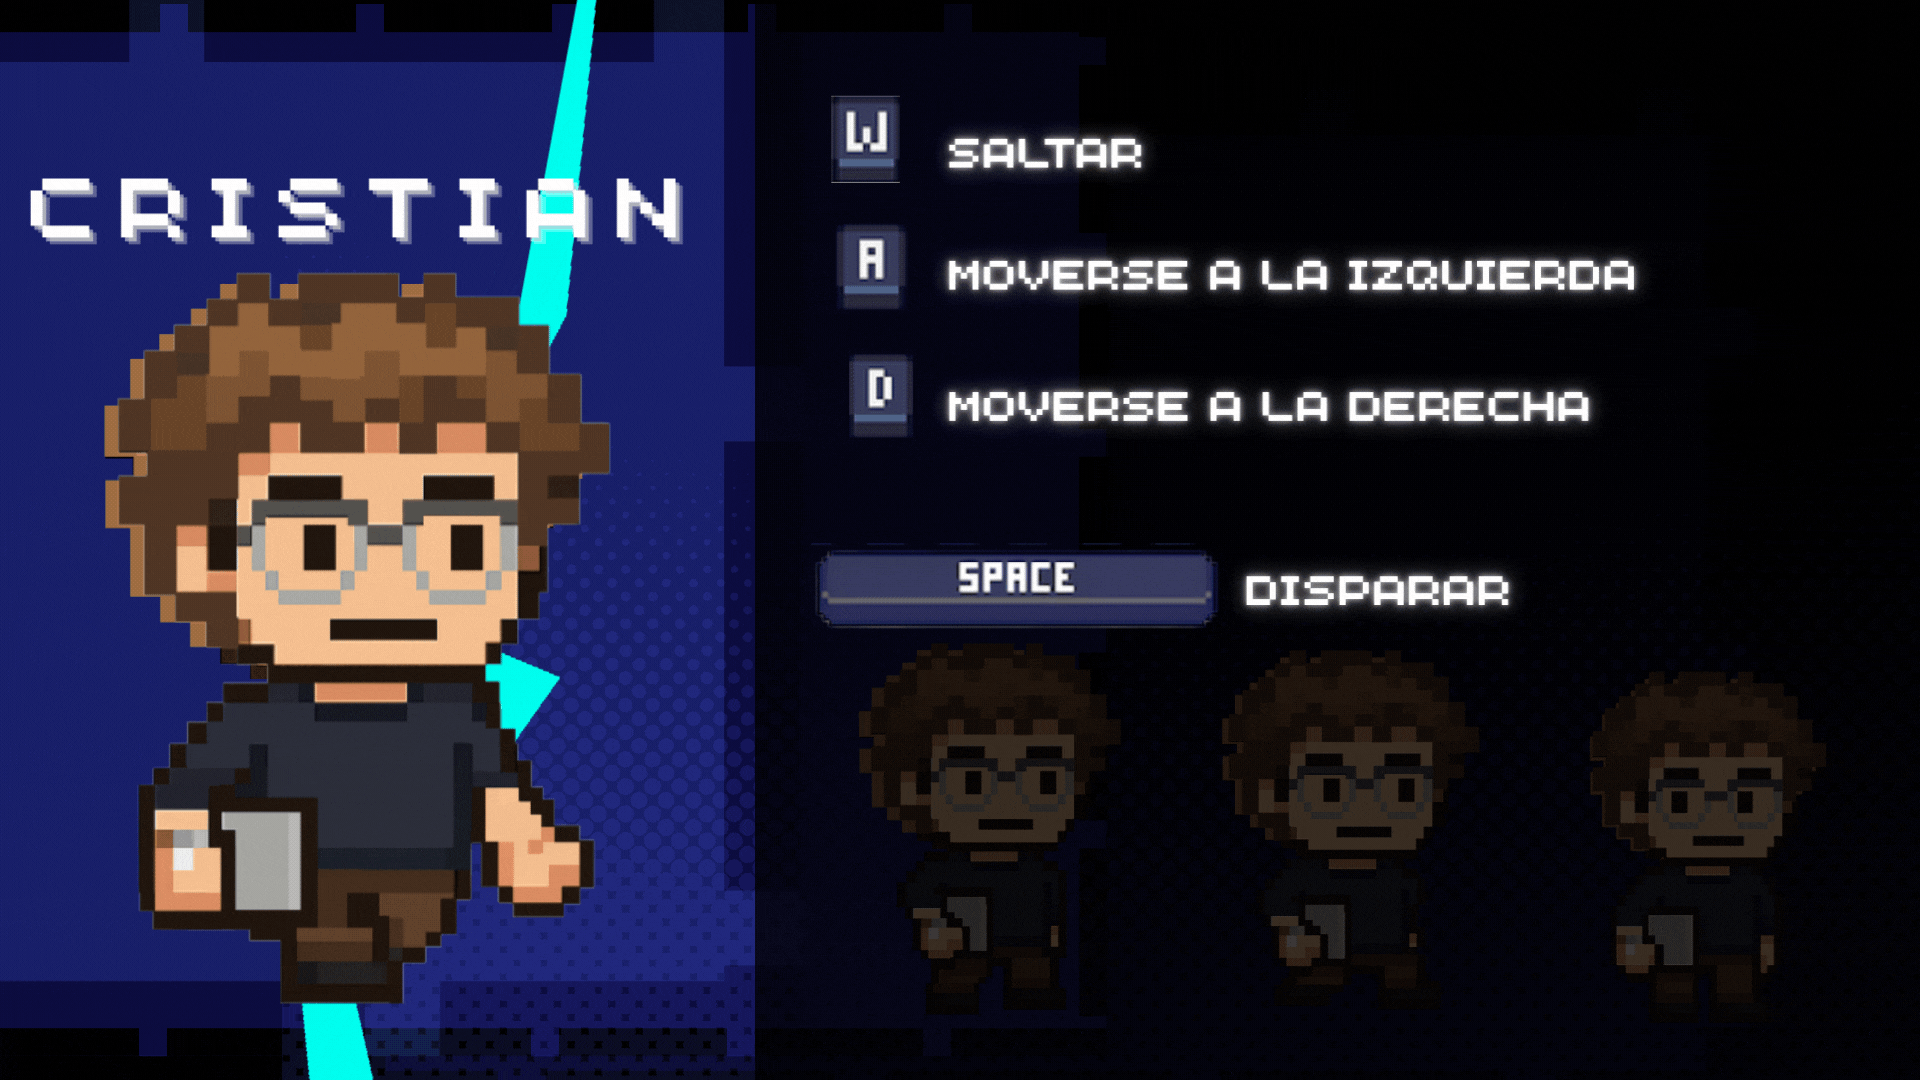 CRISTIAN
W SALTAR
A MOVERSE A LA IZQUIERDA
D MOVERSE A LA DERECHA
SPACE DISPARAR